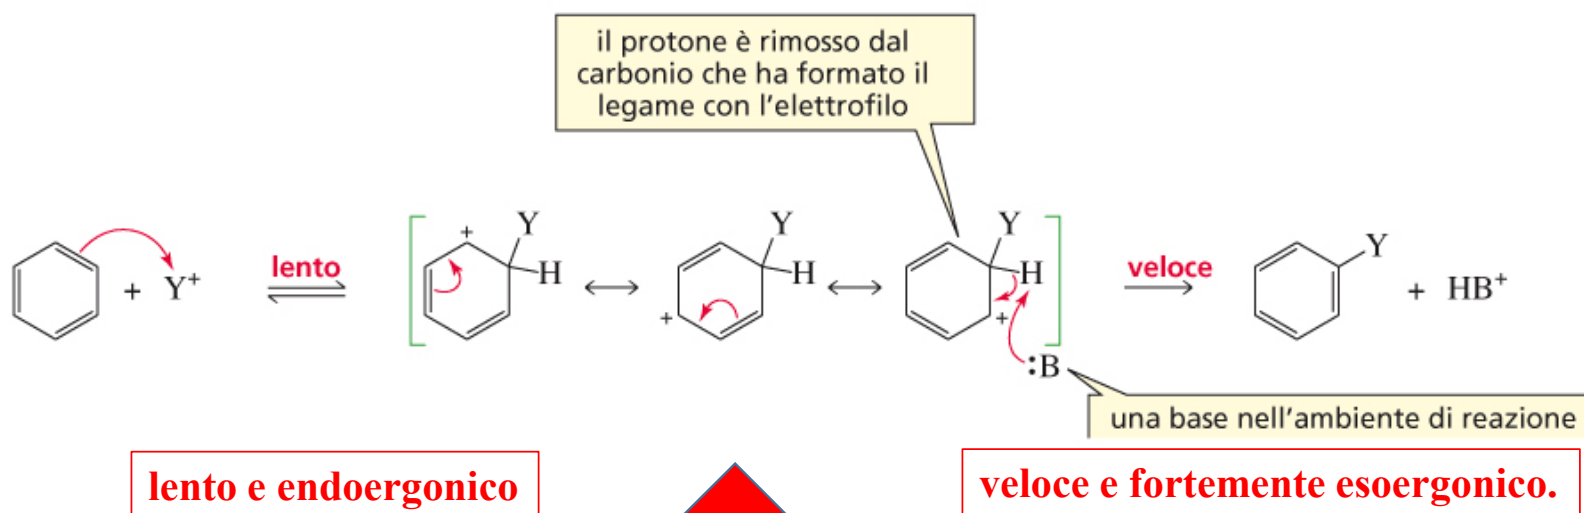 il protone è rimosso dal
carbonio che ha formato il
legame con l'elettrofilo
+ Y⁺
lento
+
Y
H
+
Y
H
+
Y
H
:B
veloce
Y
+ HB⁺
una base nell'ambiente di reazione
lento e endoergonico
veloce e fortemente esoergonico.